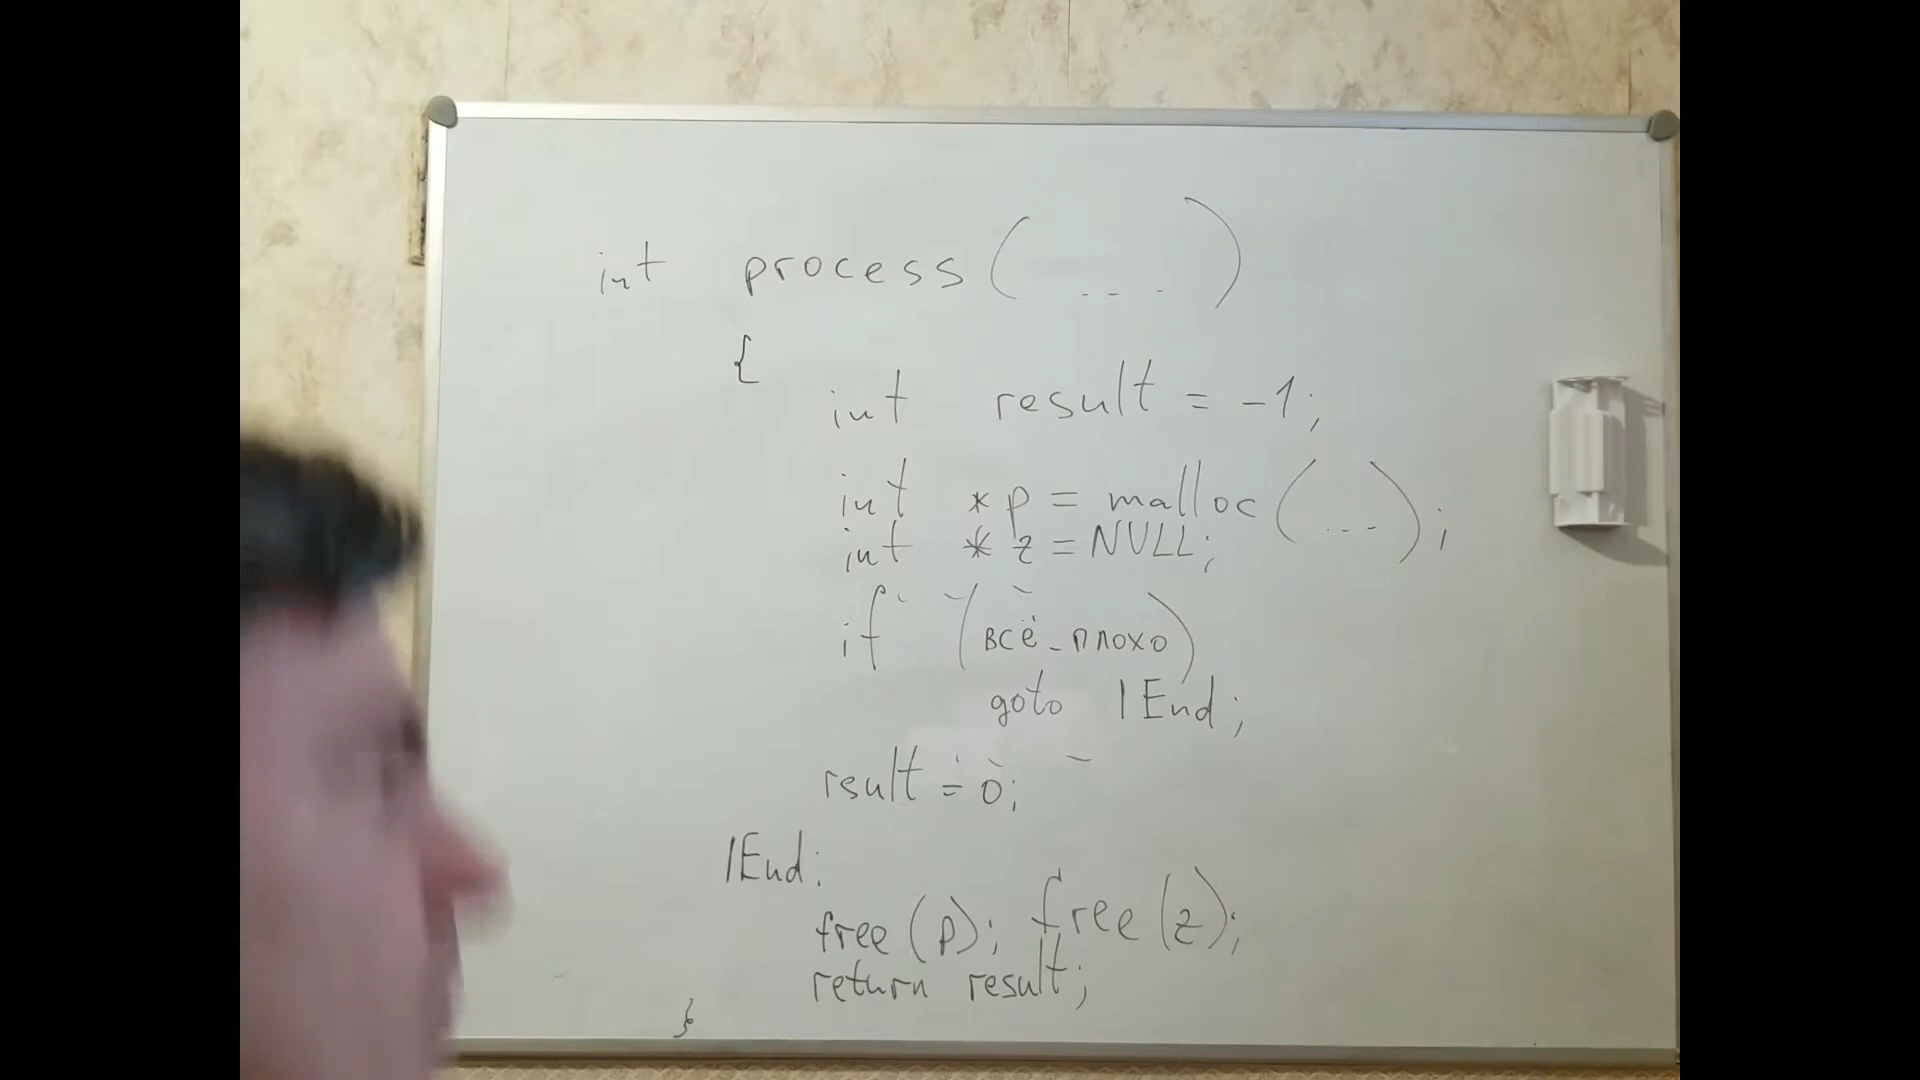 int process(...)
{
int result = -1;
int *p = malloc(...);
int *z = NULL;
if (всё_плохо)
goto lEnd;
result = 0;
lEnd:
free(p); free(z);
return result;
}